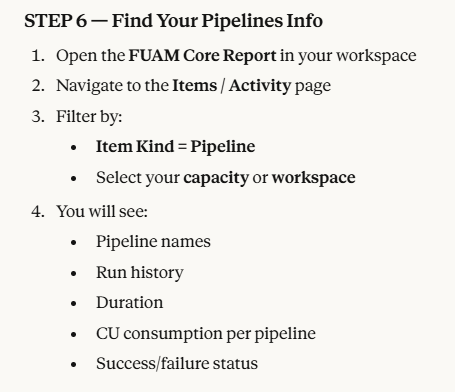 STEP 6 — Find Your Pipelines Info
1. Open the FUAM Core Report in your workspace
2. Navigate to the Items / Activity page
3. Filter by:
• Item Kind = Pipeline
• Select your capacity or workspace
4. You will see:
• Pipeline names
• Run history
• Duration
• CU consumption per pipeline
• Success/failure status